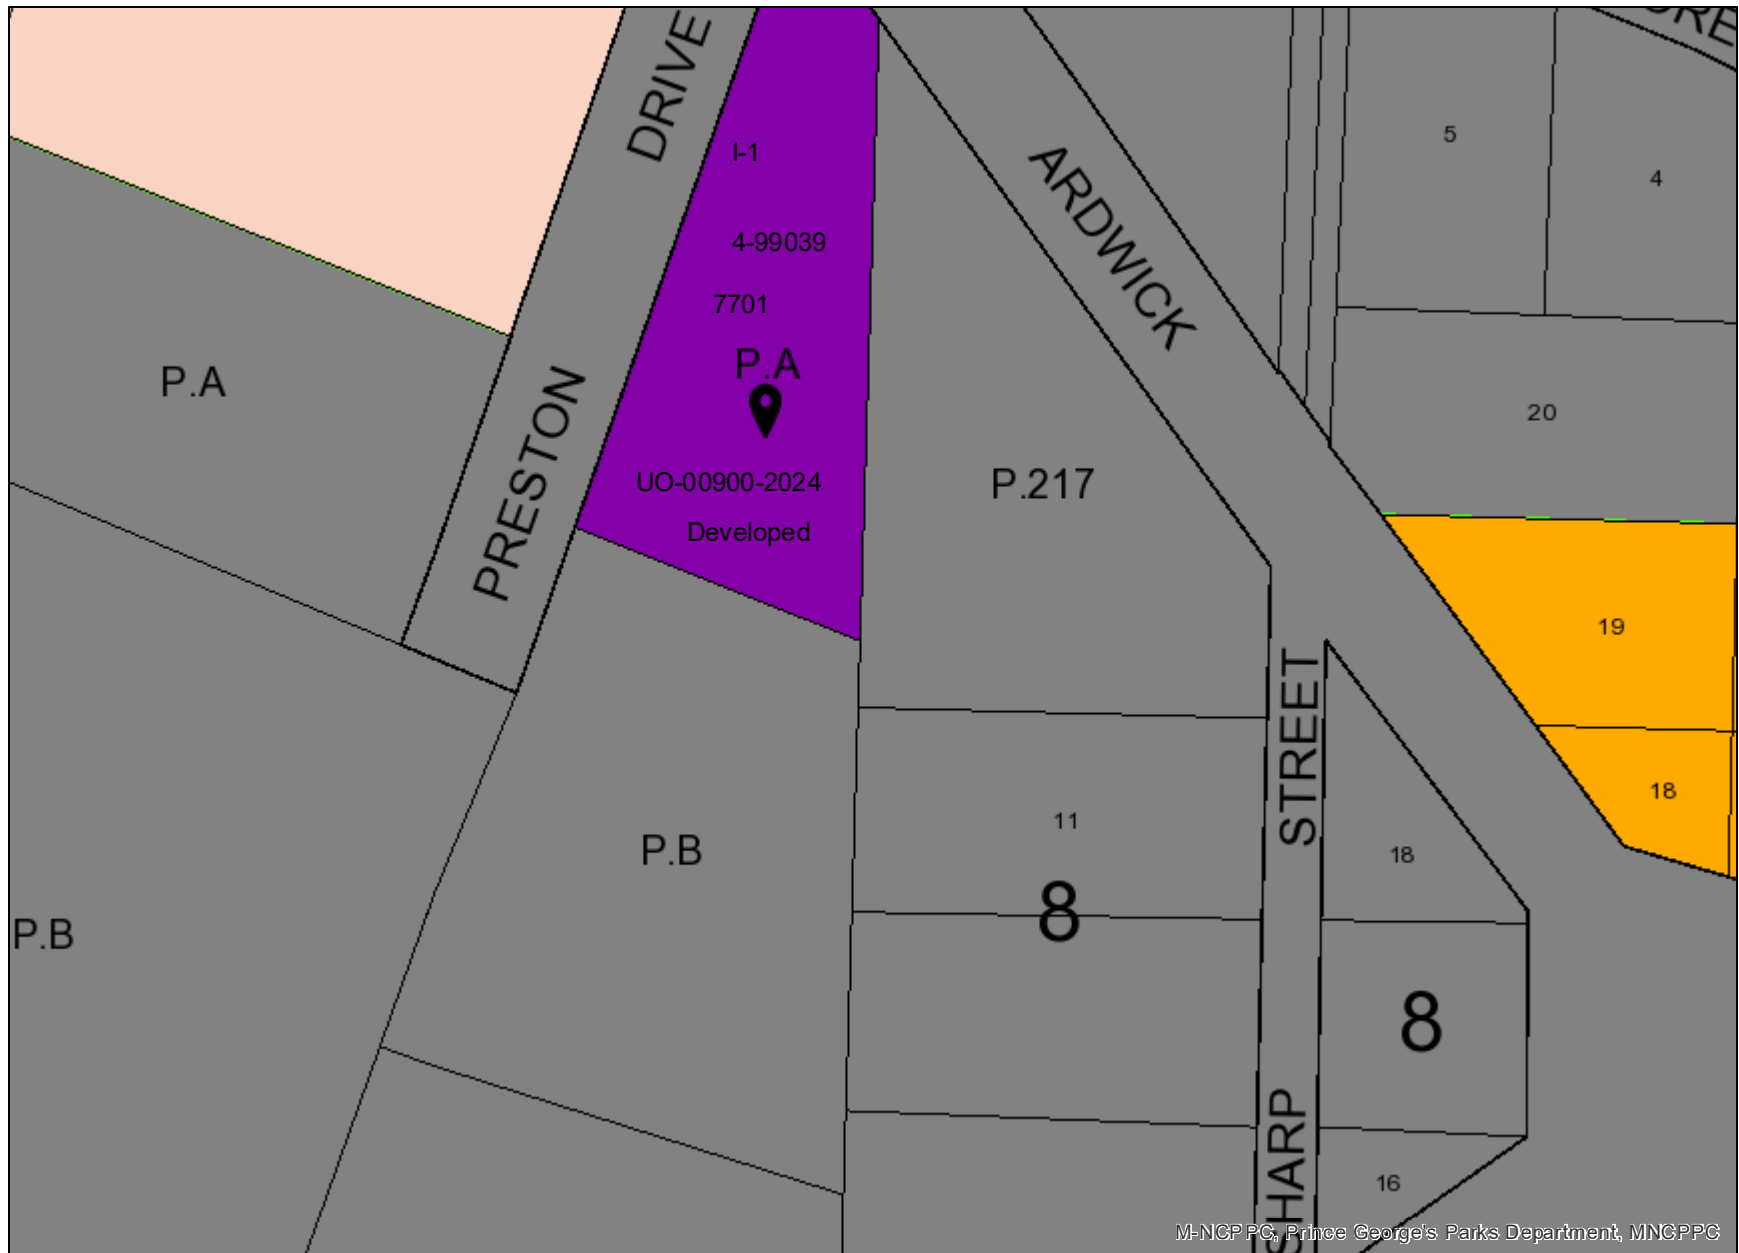 DRIVE
I-1
4-99039
7701
P.A
UO-00900-2024
Developed
PRESTON
P.A
P.B
P.B
ARDWICK
P.217
11
8
STREET
SHARP
5
4
20
19
18
18
8
16
M-NCPPC, Prince George's Parks Department, MNCPPC